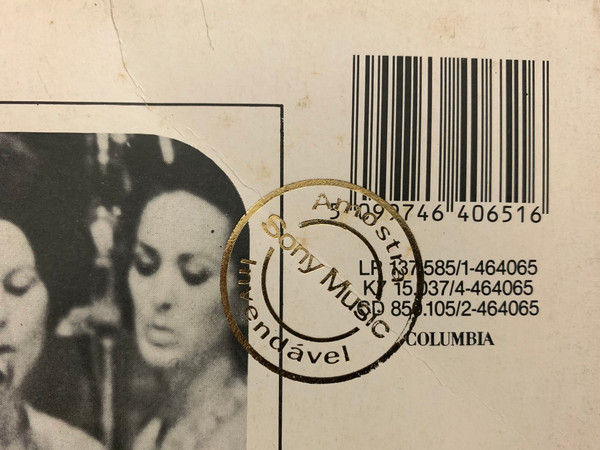 5 099746 406516
LP 137.585/1-464065
K7 15.037/4-464065
CD 850.105/2-464065
COLUMBIA
Amostra
Sony Music
Invendável